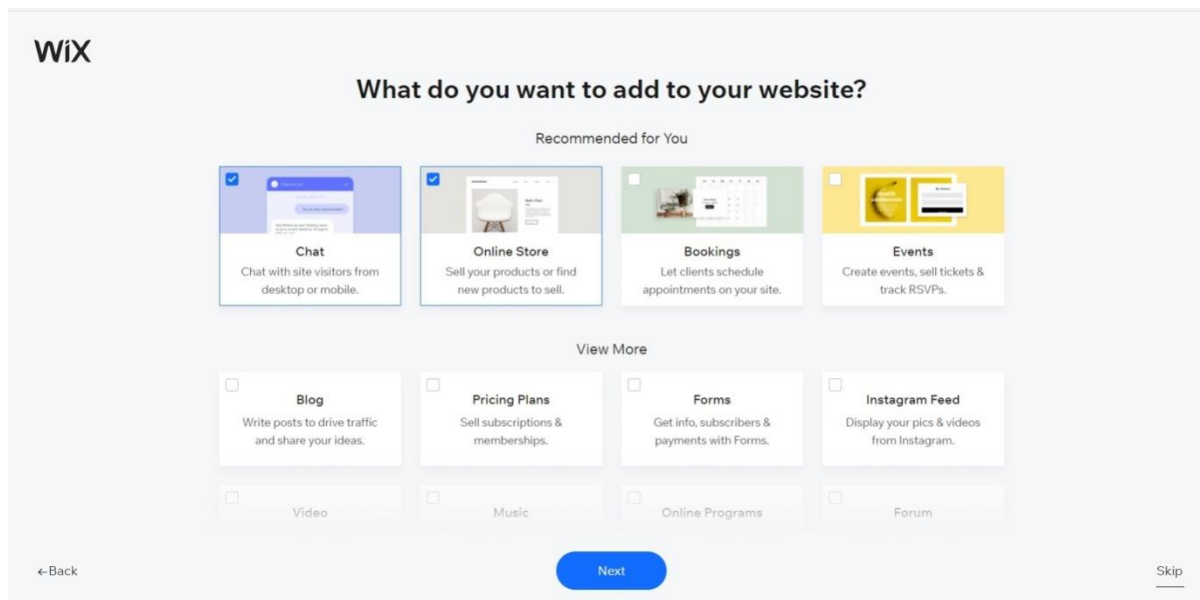 WiX
What do you want to add to your website?
Recommended for You
Chat
Chat with site visitors from
desktop or mobile.
Online Store
Sell your products or find
new products to sell.
Bookings
Let clients schedule
appointments on your site.
Events
Create events, sell tickets &
track RSVPs.
View More
Blog
Write posts to drive traffic
and share your ideas.
Pricing Plans
Sell subscriptions &
memberships.
Forms
Get info, subscribers &
payments with Forms.
Instagram Feed
Display your pics & videos
from Instagram.
Video
Music
Online Programs
Forum
←Back
Next
Skip